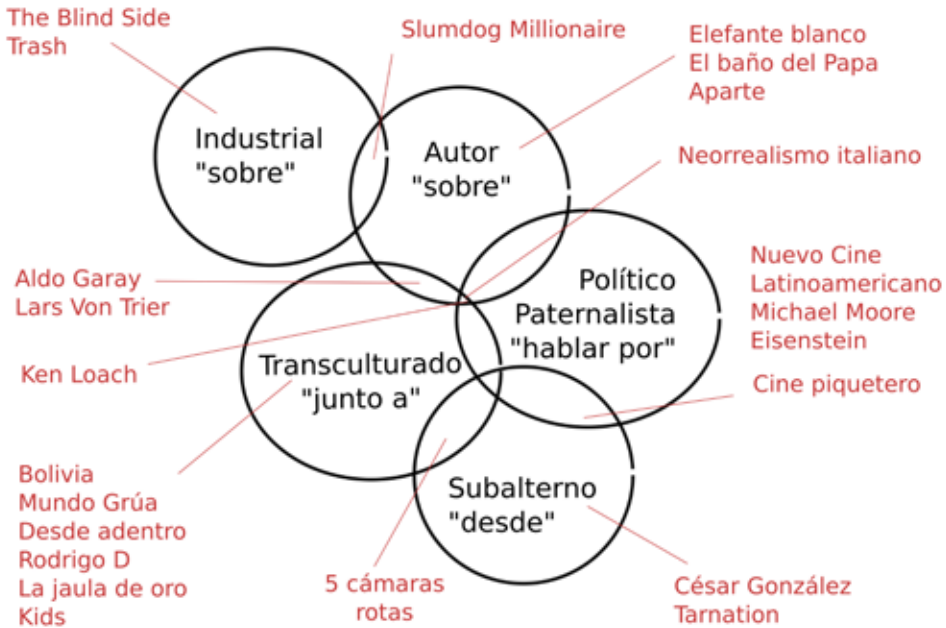 The Blind Side
Trash
Slumdog Millionaire
Elefante blanco
El baño del Papa
Aparte
Industrial
"sobre"
Autor
"sobre"
Neorrealismo italiano
Aldo Garay
Lars Von Trier
Político
Paternalista
"hablar por"
Nuevo Cine
Latinoamericano
Michael Moore
Eisenstein
Ken Loach
Transculturado
"junto a"
Cine piquetero
Bolivia
Mundo Grúa
Desde adentro
Rodrigo D
La jaula de oro
Kids
Subalterno
"desde"
5 cámaras
rotas
César González
Tarnation